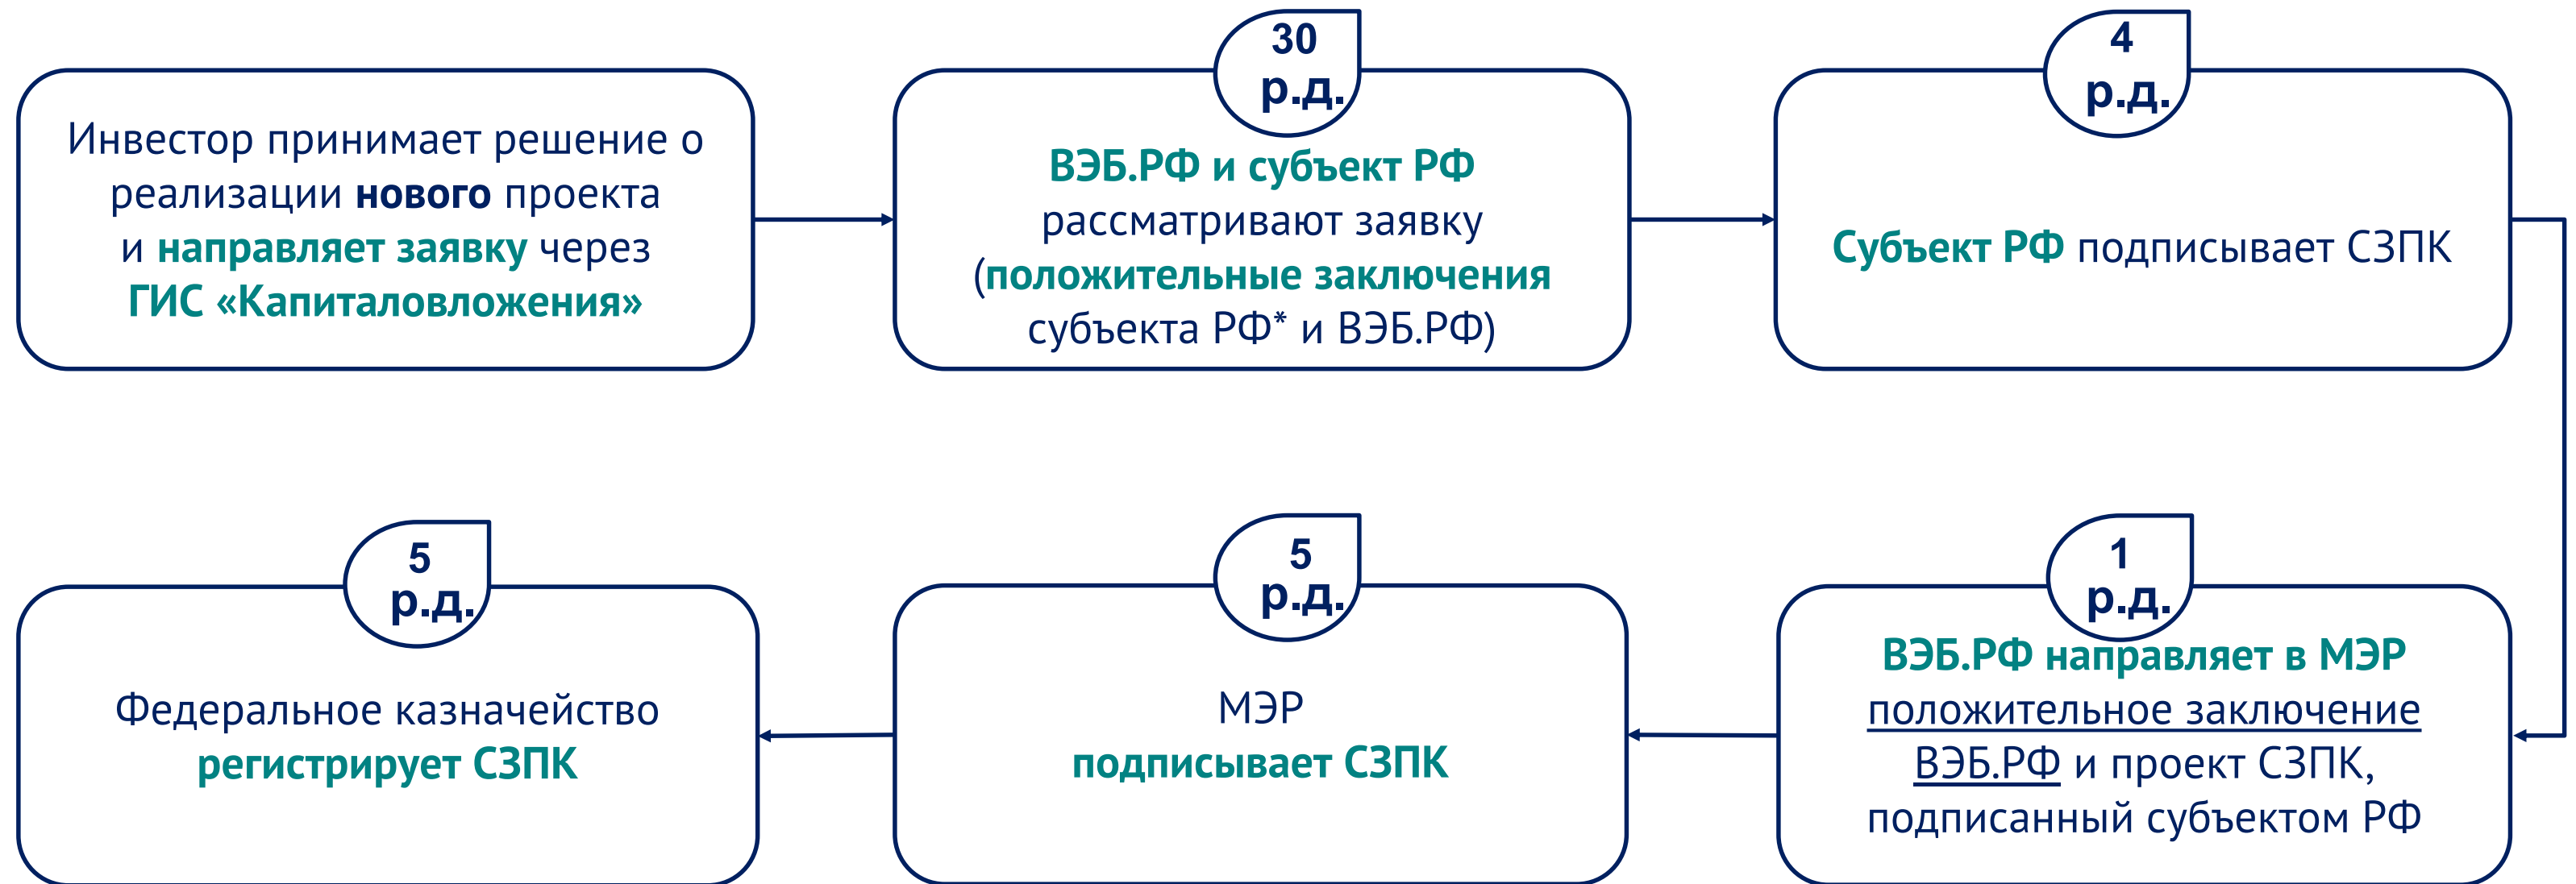 Инвестор принимает решение о
реализации нового проекта
и направляет заявку через
ГИС «Капиталовложения»
30
р.д.
ВЭБ.РФ и субъект РФ
рассматривают заявку
(положительные заключения
субъекта РФ* и ВЭБ.РФ)
4
р.д.
Субъект РФ подписывает СЗПК
1
р.д.
ВЭБ.РФ направляет в МЭР
положительное заключение
ВЭБ.РФ и проект СЗПК,
подписанный субъектом РФ
5
р.д.
МЭР
подписывает СЗПК
5
р.д.
Федеральное казначейство
регистрирует СЗПК